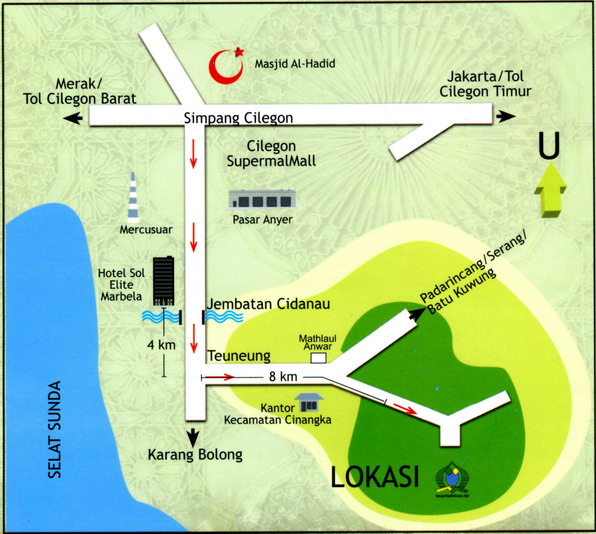 Masjid Al-Hadid
Merak/
Tol Cilegon Barat
Jakarta/Tol
Cilegon Timur
Simpang Cilegon
Cilegon
SupermalMall
U
Mercusuar
Pasar Anyer
Padarincang/Serang/
Batu Kuwung
Hotel Sol
Elite
Marbela
Jembatan Cidanau
4 km
Teuneung
Mathlaul
Anwar
8 km
Kantor
Kecamatan Cinangka
SELAT SUNDA
Karang Bolong
LOKASI